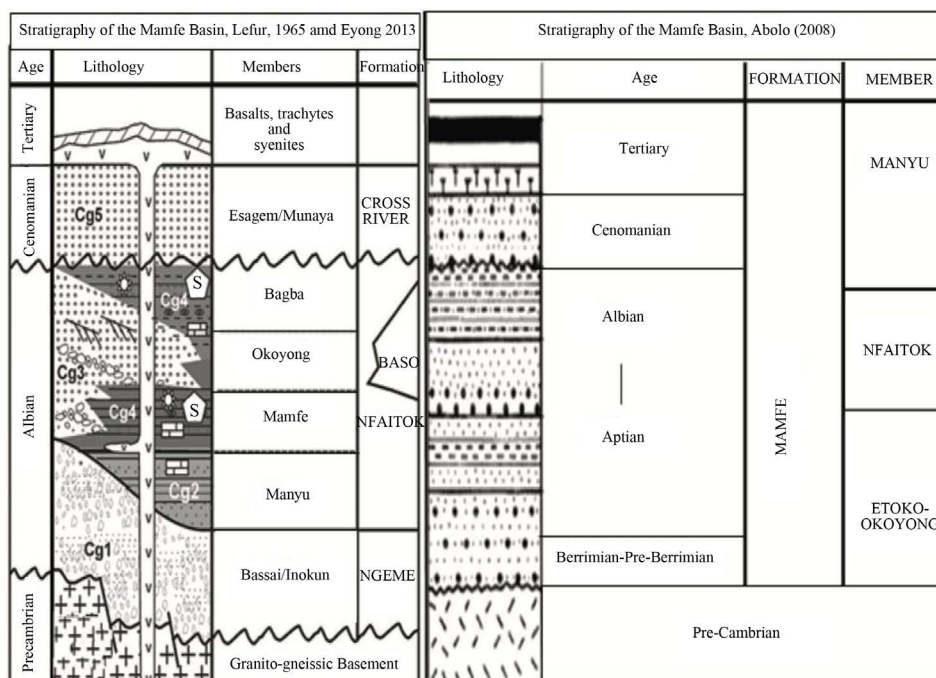 Stratigraphy of the Mamfe Basin, Lefur, 1965 and Eyong 2013
Age
Lithology
Members
Formation
Tertiary
Basalts, trachytes
and
syenites
v v v v
Cenomanian
Cg5
Esagem/Munaya
CROSS
RIVER
Albian
Cg4
S
Bagba
Cg3
Okoyong
BASO
Cg4
S
Mamfe
NFAITOK
Cg2
Manyu
Cg1
Bassai/Inokun
NGEME
Precambrian
Granito-gneissic Basement
Stratigraphy of the Mamfe Basin, Abolo (2008)
Lithology
Age
FORMATION
MEMBER
Tertiary
MANYU
Cenomanian
Albian
NFAITOK
Aptian
MAMFE
ETOKO-
OKOYONG
Berrimian-Pre-Berrimian
Pre-Cambrian